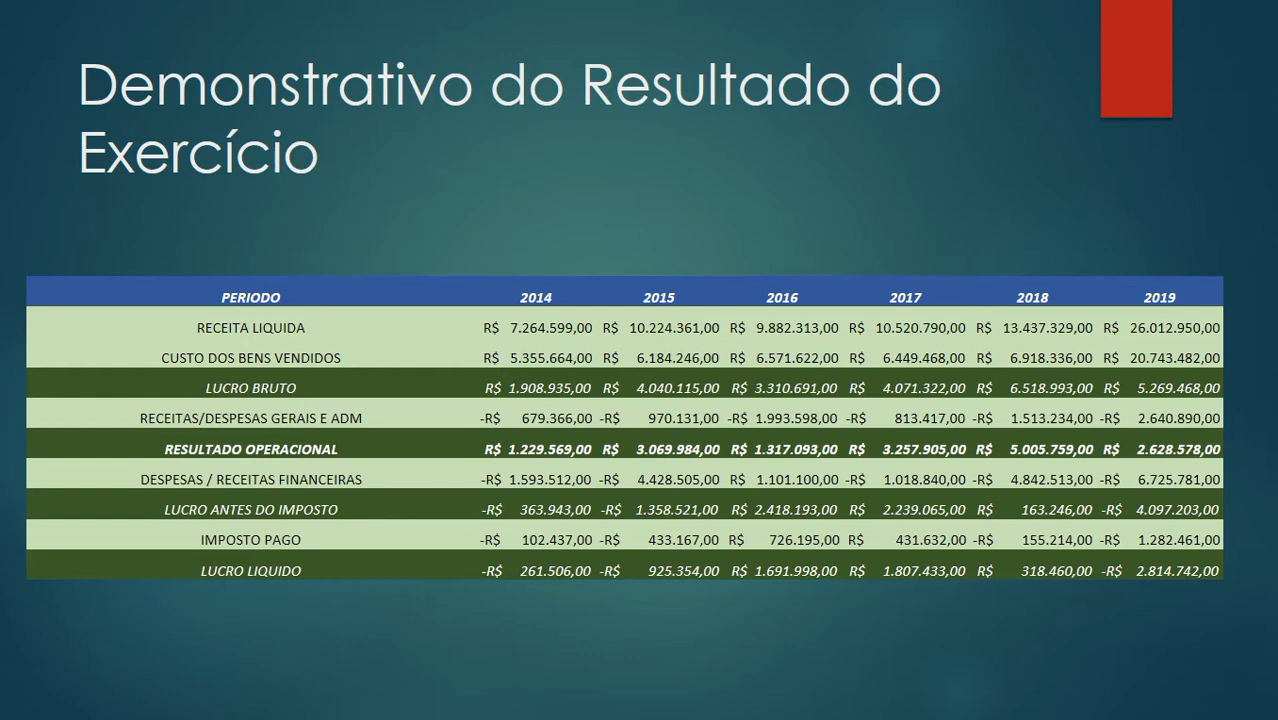 Demonstrativo do Resultado do
Exercício
PERIODO 2014 2015 2016 2017 2018 2019
RECEITA LIQUIDA R$ 7.264.599,00 R$ 10.224.361,00 R$ 9.882.313,00 R$ 10.520.790,00 R$ 13.437.329,00 R$ 26.012.950,00
CUSTO DOS BENS VENDIDOS R$ 5.355.664,00 R$ 6.184.246,00 R$ 6.571.622,00 R$ 6.449.468,00 R$ 6.918.336,00 R$ 20.743.482,00
LUCRO BRUTO R$ 1.908.935,00 R$ 4.040.115,00 R$ 3.310.691,00 R$ 4.071.322,00 R$ 6.518.993,00 R$ 5.269.468,00
RECEITAS/DESPESAS GERAIS E ADM -R$ 679.366,00 -R$ 970.131,00 -R$ 1.993.598,00 -R$ 813.417,00 -R$ 1.513.234,00 -R$ 2.640.890,00
RESULTADO OPERACIONAL R$ 1.229.569,00 R$ 3.069.984,00 R$ 1.317.093,00 R$ 3.257.905,00 R$ 5.005.759,00 R$ 2.628.578,00
DESPESAS / RECEITAS FINANCEIRAS -R$ 1.593.512,00 -R$ 4.428.505,00 R$ 1.101.100,00 -R$ 1.018.840,00 -R$ 4.842.513,00 -R$ 6.725.781,00
LUCRO ANTES DO IMPOSTO -R$ 363.943,00 -R$ 1.358.521,00 R$ 2.418.193,00 R$ 2.239.065,00 R$ 163.246,00 -R$ 4.097.203,00
IMPOSTO PAGO -R$ 102.437,00 -R$ 433.167,00 R$ 726.195,00 R$ 431.632,00 -R$ 155.214,00 -R$ 1.282.461,00
LUCRO LIQUIDO -R$ 261.506,00 -R$ 925.354,00 R$ 1.691.998,00 R$ 1.807.433,00 R$ 318.460,00 -R$ 2.814.742,00